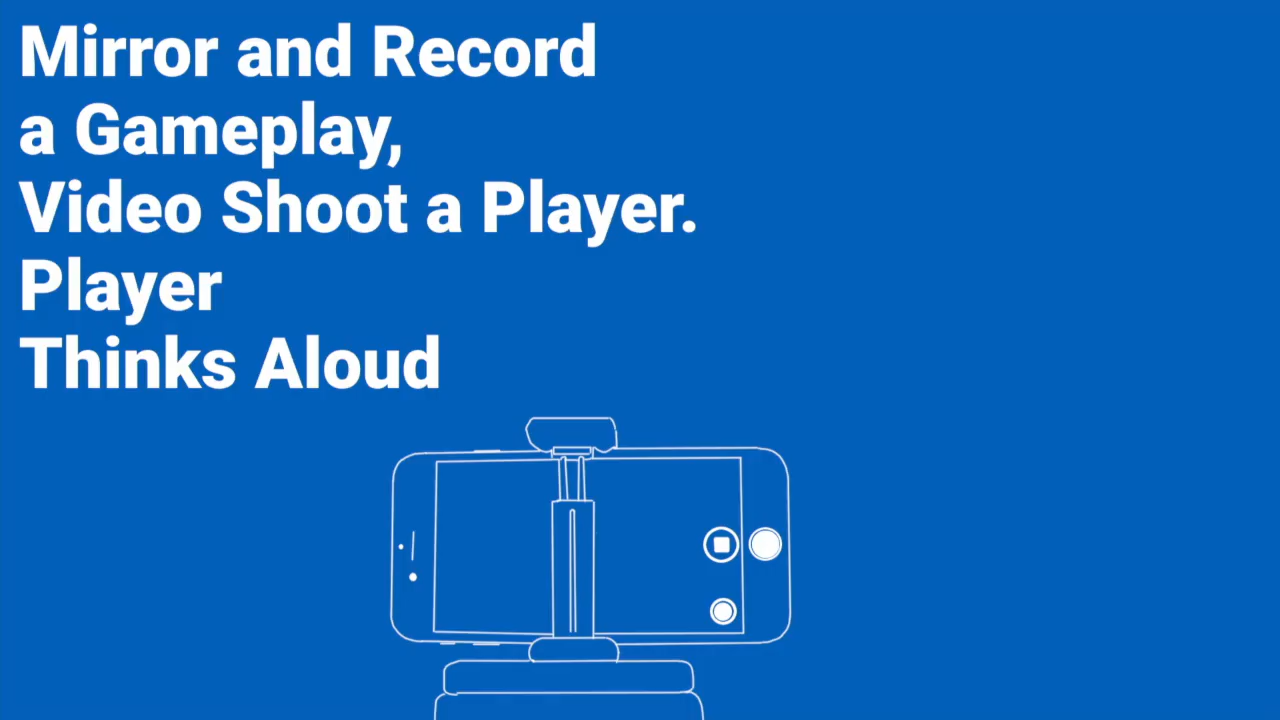 Mirror and Record
a Gameplay,
Video Shoot a Player.
Player
Thinks Aloud